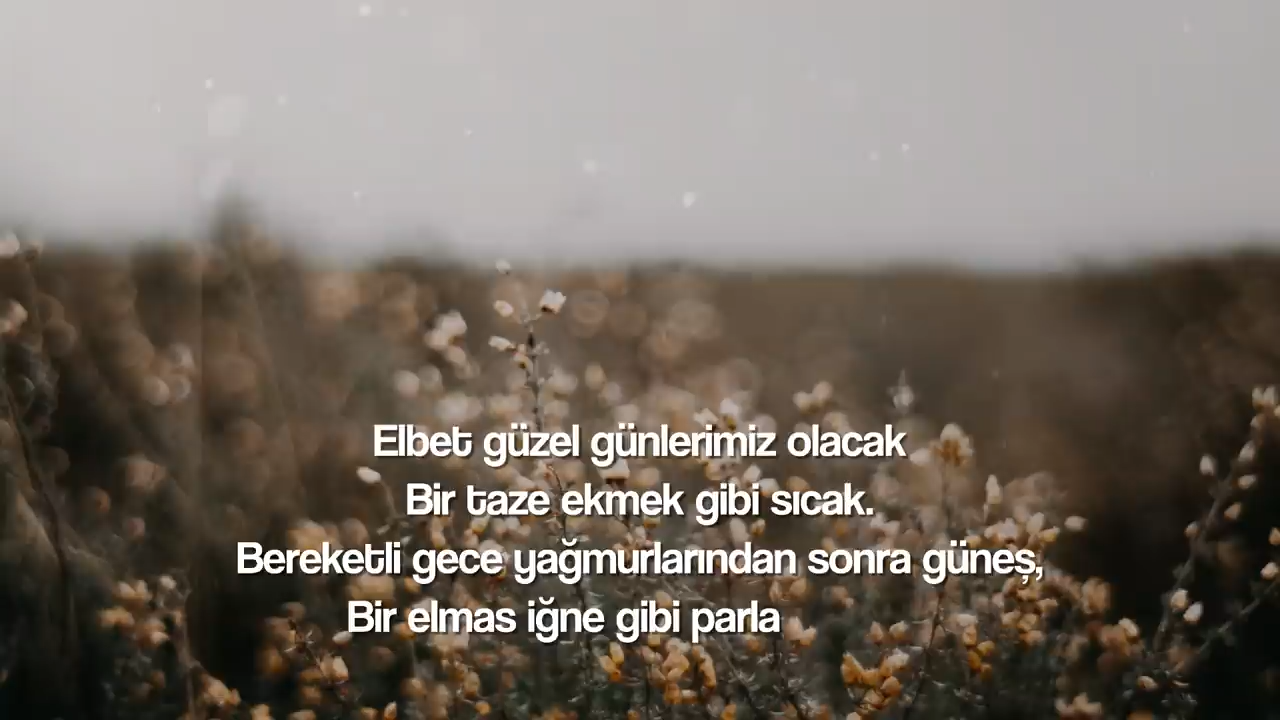 Elbet güzel günlerimiz olacak
Bir taze ekmek gibi sıcak.
Bereketli gece yağmurlarından sonra güneş,
Bir elmas iğne gibi parla